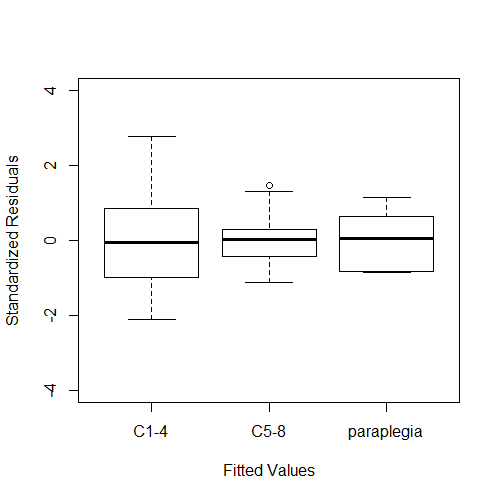 Standardized Residuals
4
2
0
-2
-4
C1-4 C5-8 paraplegia
Fitted Values